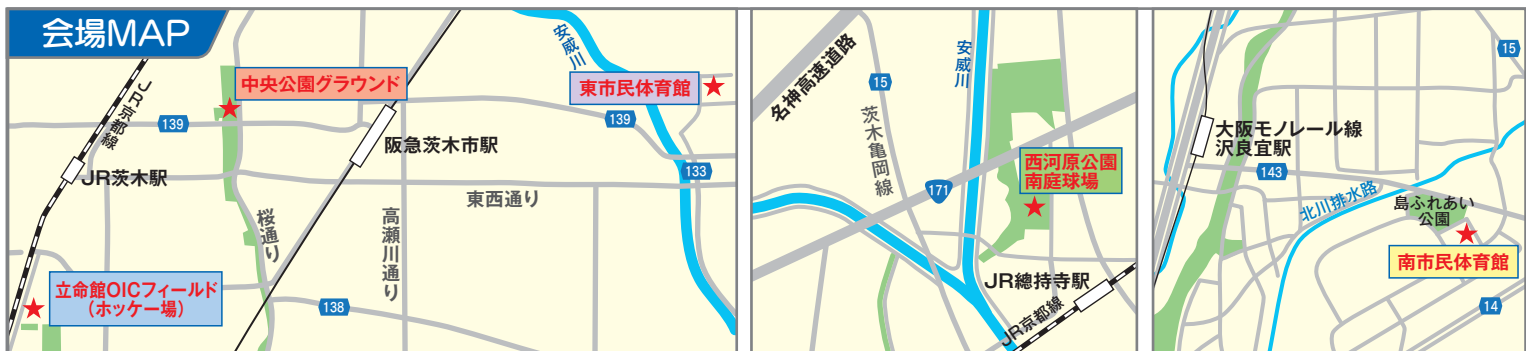 会場MAP
JR京都線
139
JR茨木駅
中央公園グラウンド
阪急茨木市駅
桜通り
高瀬川通り
東西通り
138
立命館OICフィールド
(ホッケー場)
安威川
東市民体育館
139
133
名神高速道路
15
茨木亀岡線
安威川
171
西河原公園
南庭球場
JR總持寺駅
JR京都線
15
大阪モノレール線
沢良宜駅
143
北川排水路
島ふれあい
公園
南市民体育館
14